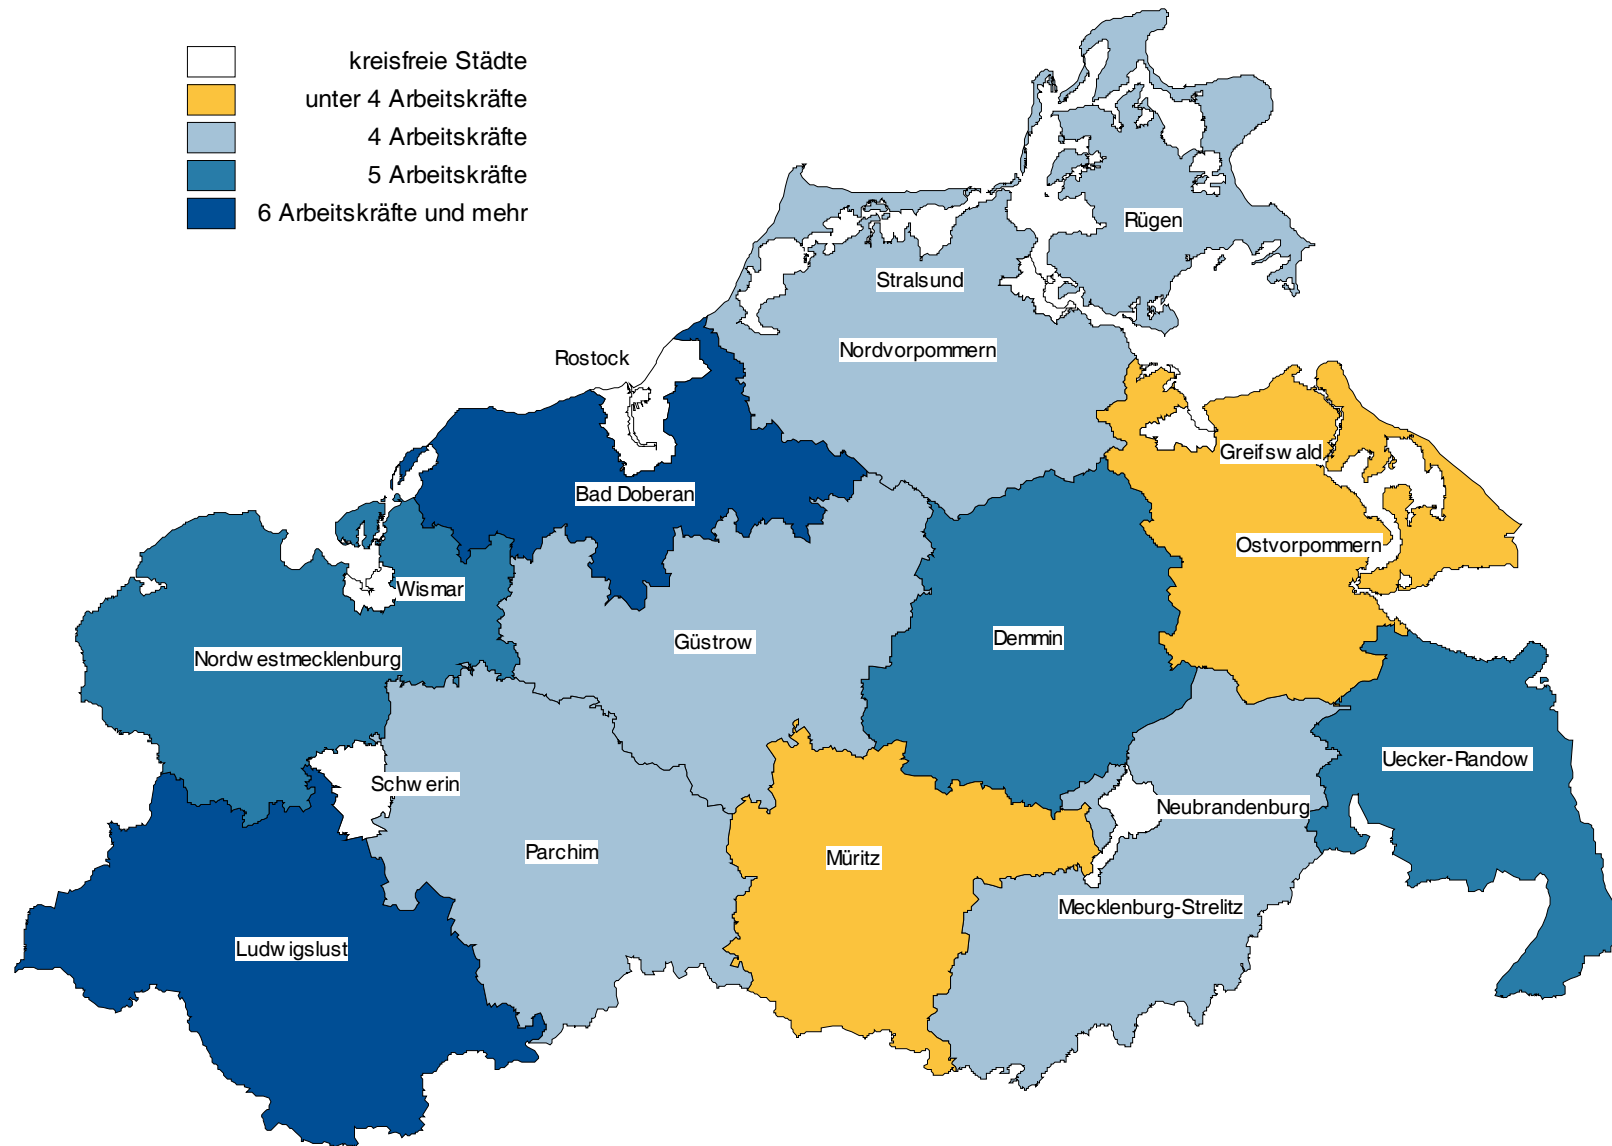 kreisfreie Städte
unter 4 Arbeitskräfte
4 Arbeitskräfte
5 Arbeitskräfte
6 Arbeitskräfte und mehr
Rügen
Stralsund
Nordvorpommern
Rostock
Greifswald
Bad Doberan
Ostvorpommern
Wismar
Güstrow
Demmin
Nordwestmecklenburg
Uecker-Randow
Schwerin
Neubrandenburg
Parchim
Müritz
Mecklenburg-Strelitz
Ludwigslust